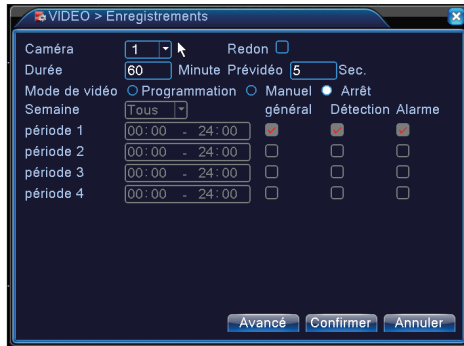 VIDEO > Enregistrements
Caméra 1 Redon
Durée 60 Minute Prévidéo 5 Sec.
Mode de vidéo Programmation Manuel Arrêt
Semaine Tous général Détection Alarme
période 1 00:00 - 24:00
période 2 00:00 - 24:00
période 3 00:00 - 24:00
période 4 00:00 - 24:00
Avancé Confirmer Annuler